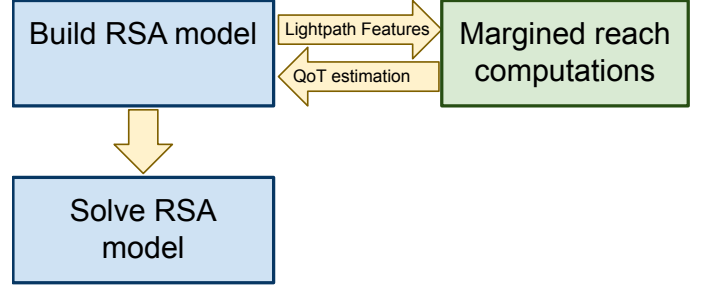 Build RSA model
Lightpath Features
QoT estimation
Margined reach
computations
Solve RSA
model